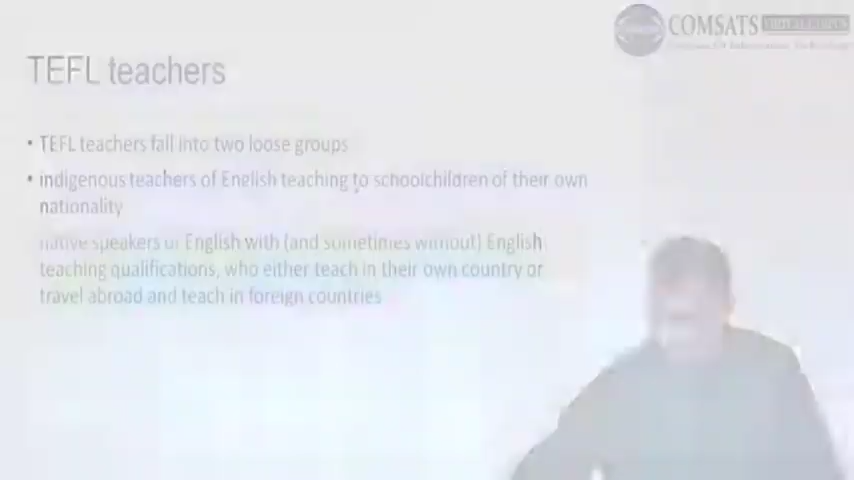 COMSATS
TEFL teachers
• TEFL teachers fall into two loose groups
• indigenous teachers of English teaching to schoolchildren of their own
nationality
native speakers of English with (and sometimes without) English
teaching qualifications, who either teach in their own country or
travel abroad and teach in foreign countries